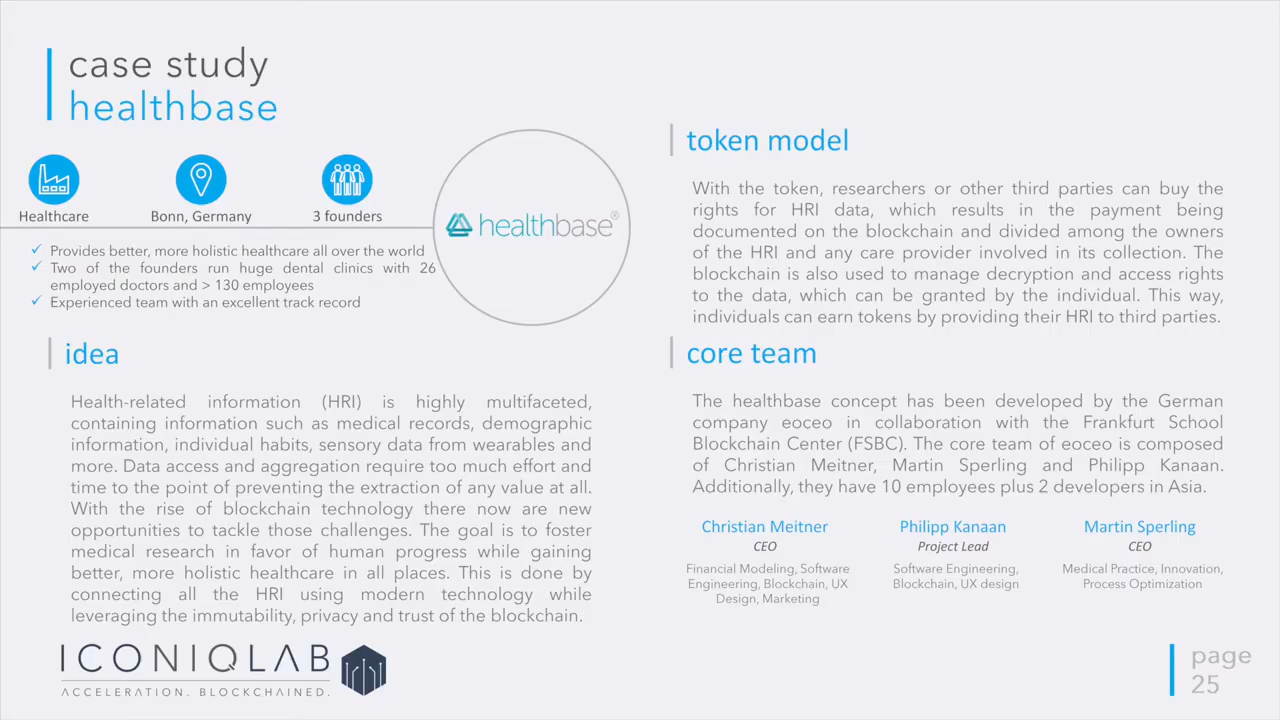 case study
healthbase
Healthcare
Bonn, Germany
3 founders
healthbase®
✓ Provides better, more holistic healthcare all over the world
✓ Two of the founders run huge dental clinics with 26
employed doctors and > 130 employees
✓ Experienced team with an excellent track record
idea
Health-related information (HRI) is highly multifaceted,
containing information such as medical records, demographic
information, individual habits, sensory data from wearables and
more. Data access and aggregation require too much effort and
time to the point of preventing the extraction of any value at all.
With the rise of blockchain technology there now are new
opportunities to tackle those challenges. The goal is to foster
medical research in favor of human progress while gaining
better, more holistic healthcare in all places. This is done by
connecting all the HRI using modern technology while
leveraging the immutability, privacy and trust of the blockchain.
token model
With the token, researchers or other third parties can buy the
rights for HRI data, which results in the payment being
documented on the blockchain and divided among the owners
of the HRI and any care provider involved in its collection. The
blockchain is also used to manage decryption and access rights
to the data, which can be granted by the individual. This way,
individuals can earn tokens by providing their HRI to third parties.
core team
The healthbase concept has been developed by the German
company eoceo in collaboration with the Frankfurt School
Blockchain Center (FSBC). The core team of eoceo is composed
of Christian Meitner, Martin Sperling and Philipp Kanaan.
Additionally, they have 10 employees plus 2 developers in Asia.
Christian Meitner
CEO
Financial Modeling, Software
Engineering, Blockchain, UX
Design, Marketing
Philipp Kanaan
Project Lead
Software Engineering,
Blockchain, UX design
Martin Sperling
CEO
Medical Practice, Innovation,
Process Optimization
ICONIQLAB
ACCELERATION. BLOCKCHAINED.
page
25